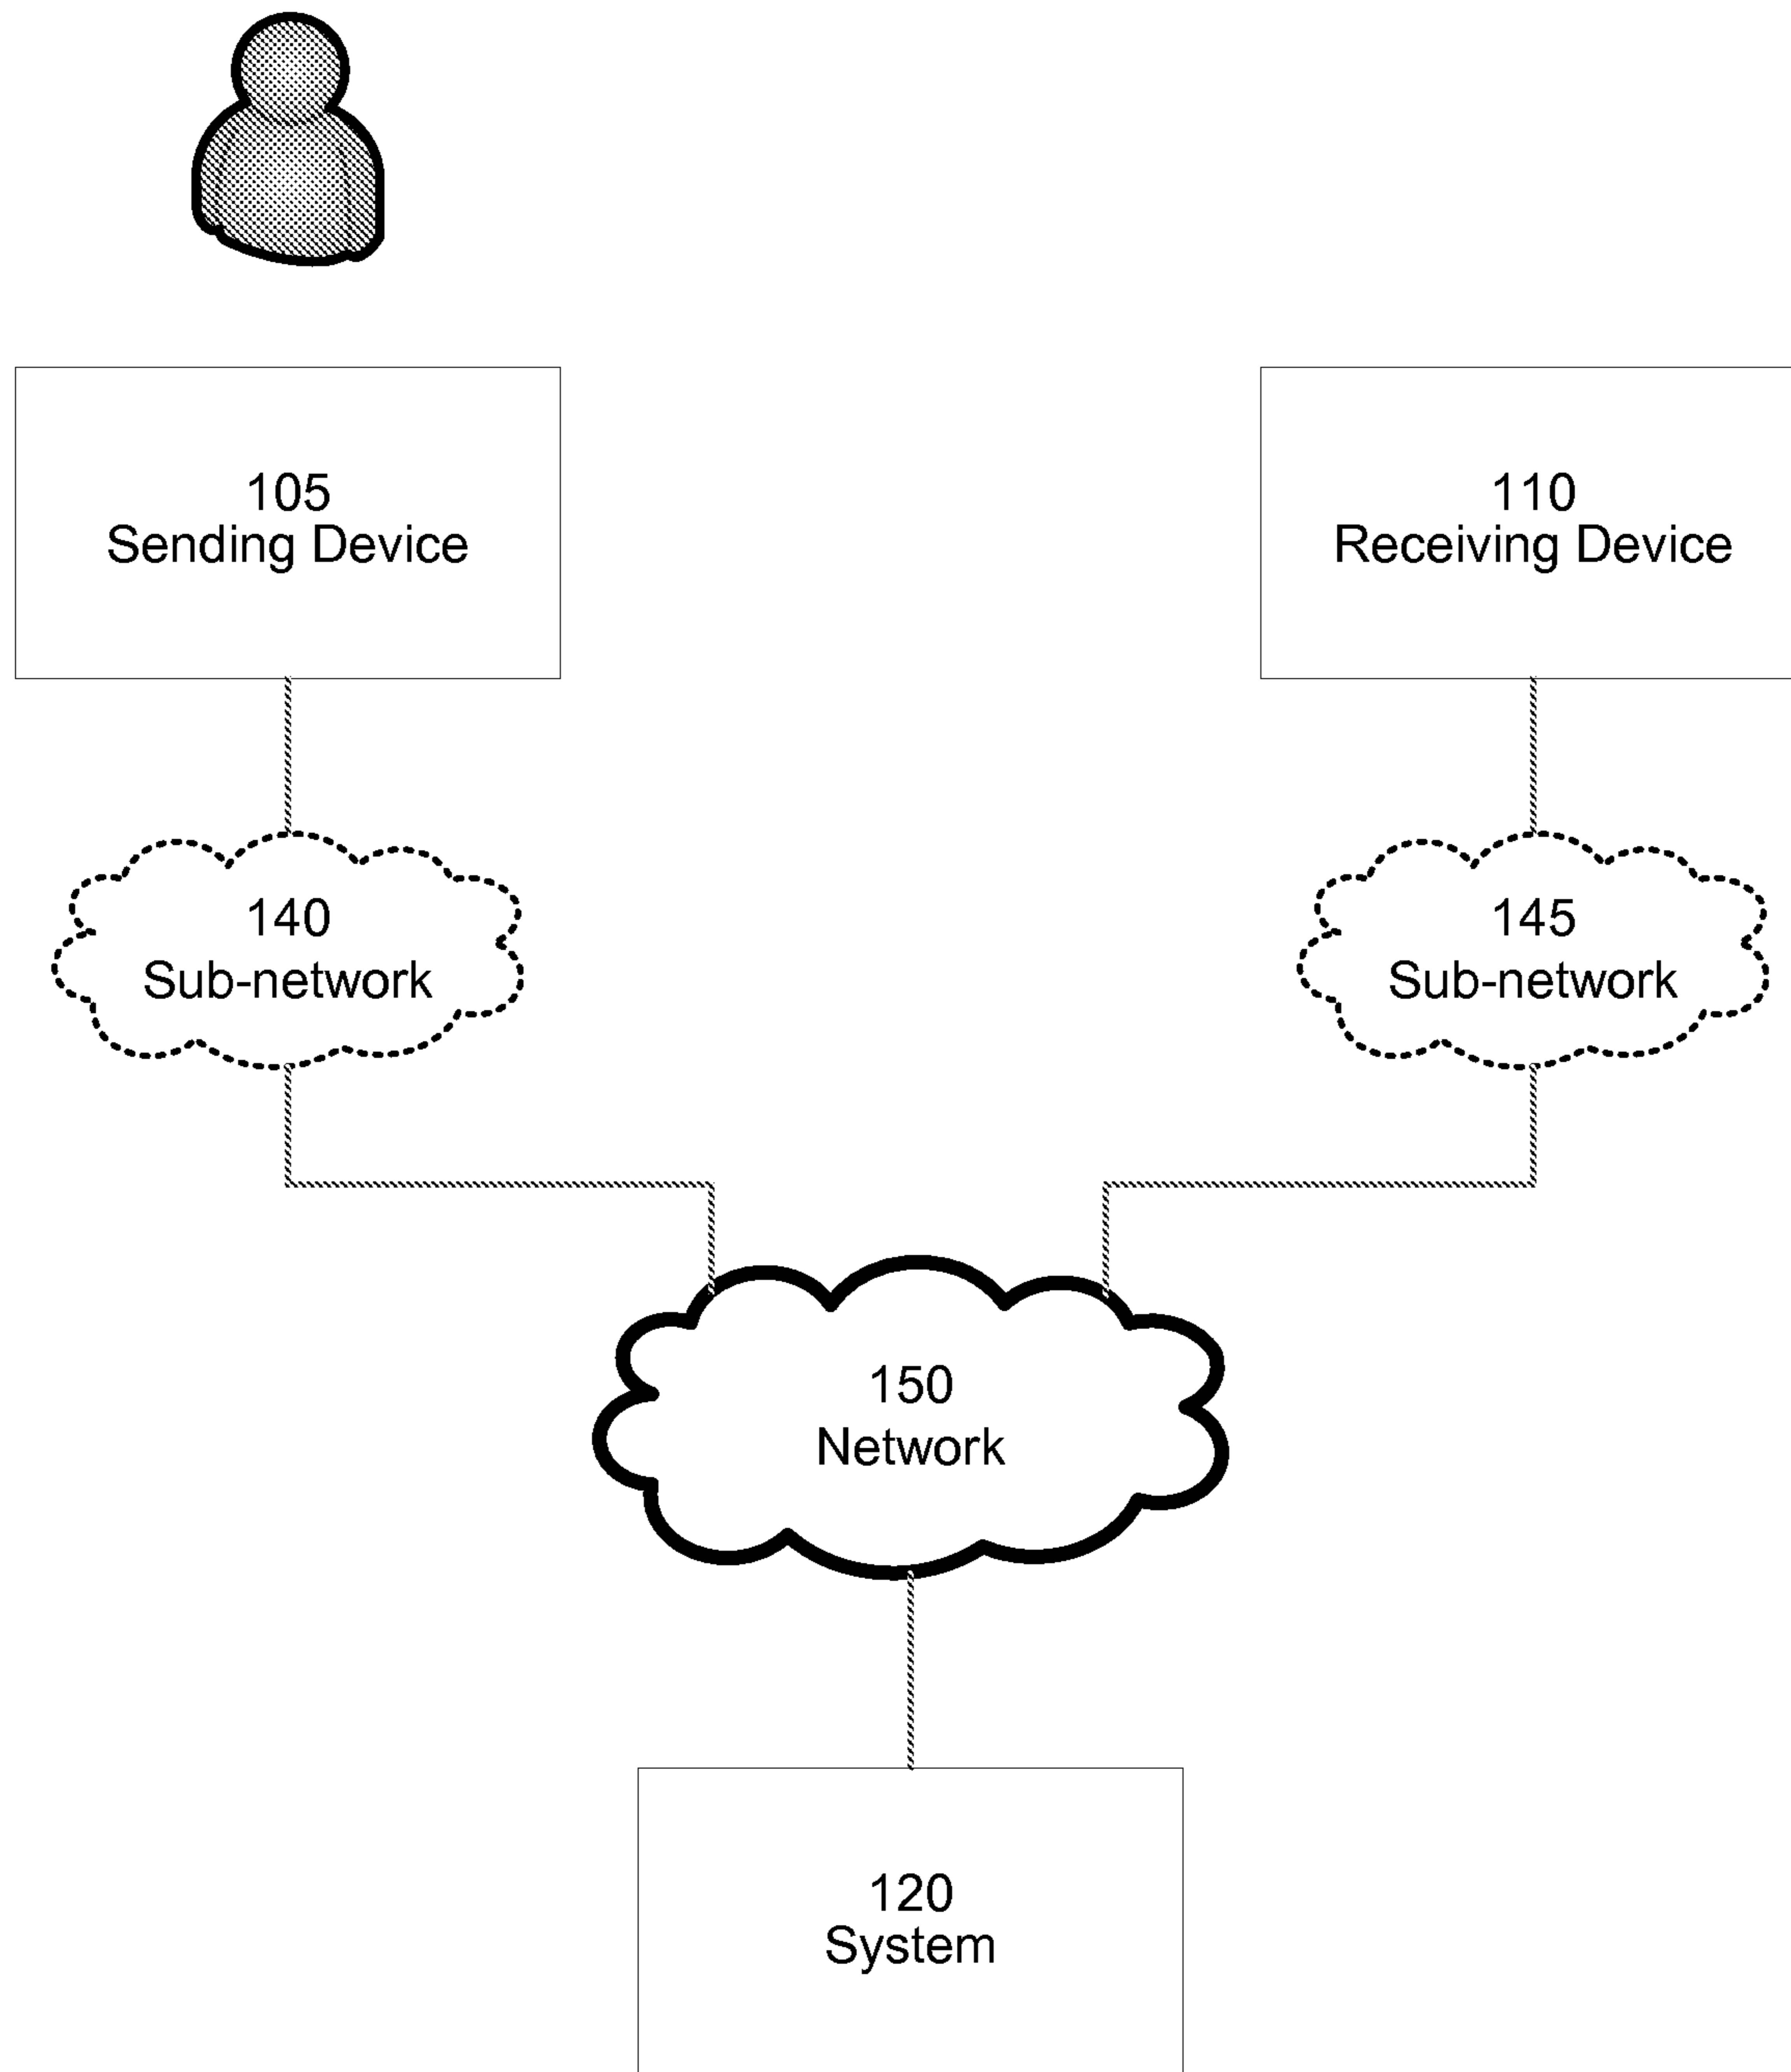 105
Sending Device
110
Receiving Device
140
Sub-network
145
Sub-network
150
Network
120
System